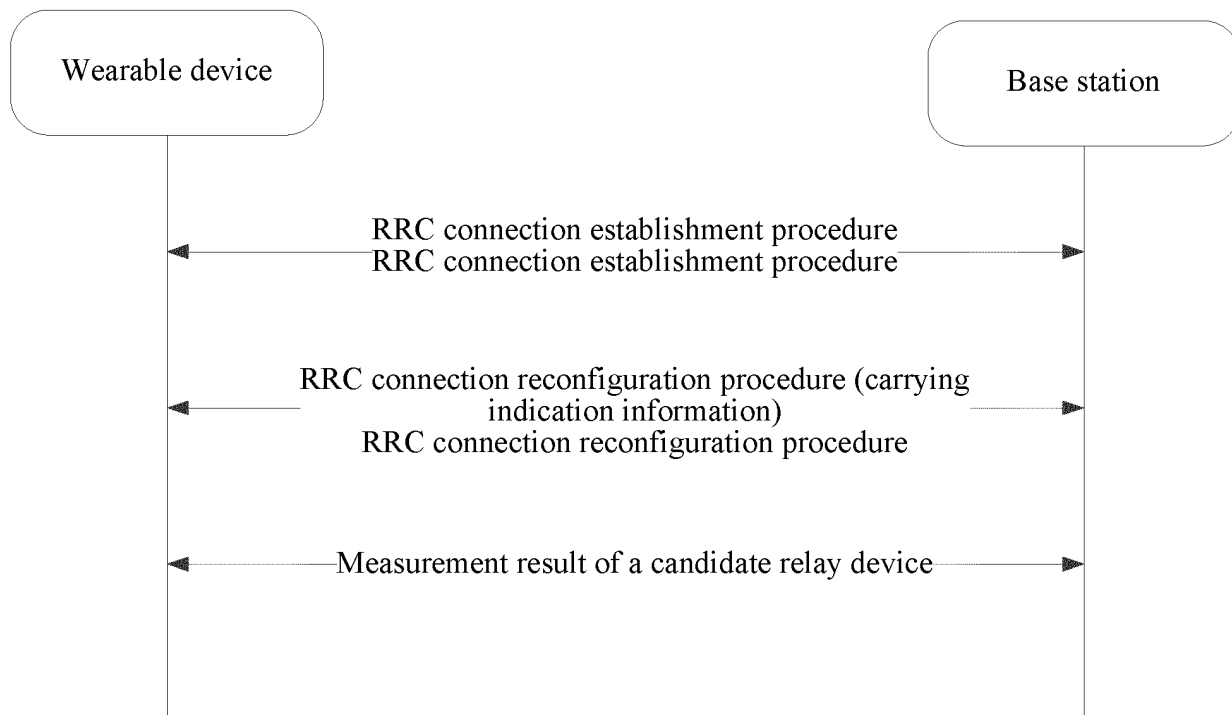 Wearable device
Base station
RRC connection establishment procedure
RRC connection establishment procedure
RRC connection reconfiguration procedure (carrying
indication information)
RRC connection reconfiguration procedure
Measurement result of a candidate relay device